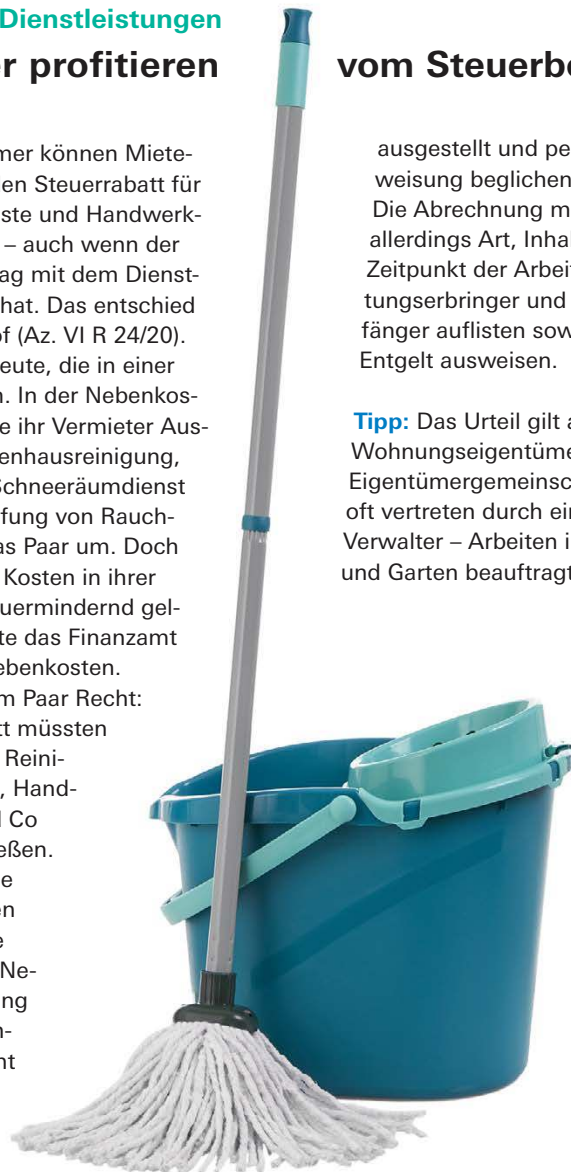 Dienstleistungen
er profitieren vom Steuerbo
mer können Miete-
en Steuerrabatt für
ste und Handwerk-
– auch wenn der
ag mit dem Dienst-
hat. Das entschied
of (Az. VI R 24/20).
eute, die in einer
n. In der Nebenkos-
e ihr Vermieter Aus-
enhausreinigung,
Schneeräumdienst
fung von Rauch-
as Paar um. Doch
Kosten in ihrer
uermindernd gel-
te das Finanzamt
ebenkosten.
m Paar Recht:
tt müssten
Reini-
, Hand-
d Co
eßen.
e
en
e
Ne-
ng
n-
nt
ausgestellt und pe
weisung beglichen
Die Abrechnung m
allerdings Art, Inhal
Zeitpunkt der Arbei
tungserbringer und
fänger auflisten sow
Entgelt ausweisen.
Tipp: Das Urteil gilt a
Wohnungseigentüme
Eigentümergemeinsc
oft vertreten durch ein
Verwalter – Arbeiten i
und Garten beauftragt